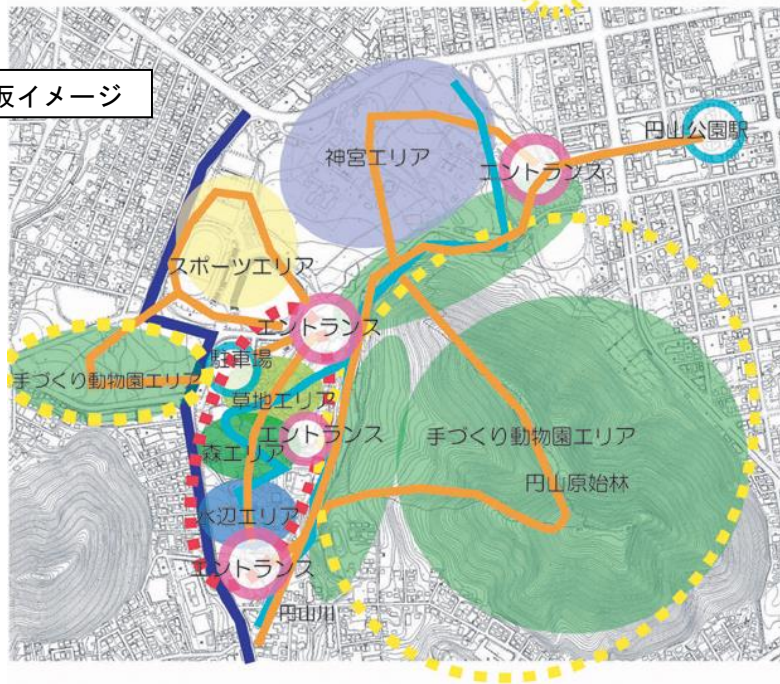 仮イメージ
円山公園駅
神宮エリア
エントランス
スポーツエリア
エントランス
駐車場
手づくり動物園エリア
草地エリア
エントランス
手づくり動物園エリア
森エリア
円山原始林
水辺エリア
エントランス
円山川